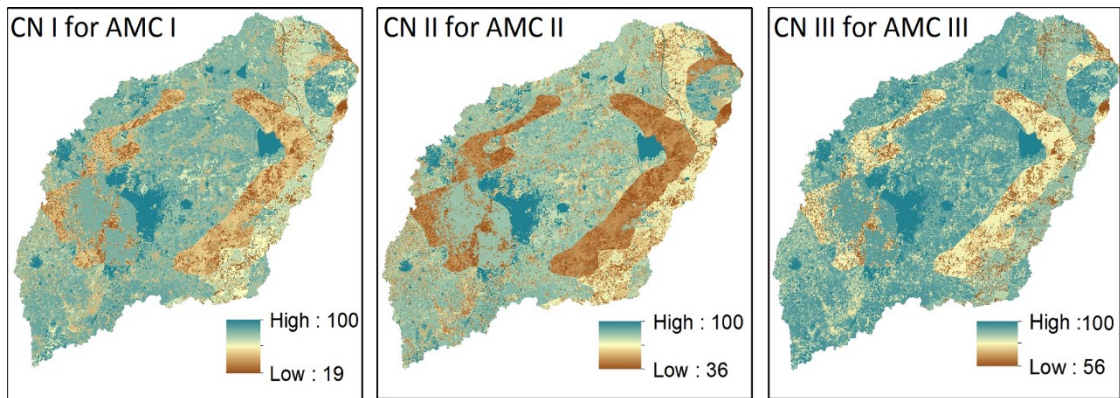 CN I for AMC I
High : 100
Low : 19
CN II for AMC II
High : 100
Low : 36
CN III for AMC III
High :100
Low : 56